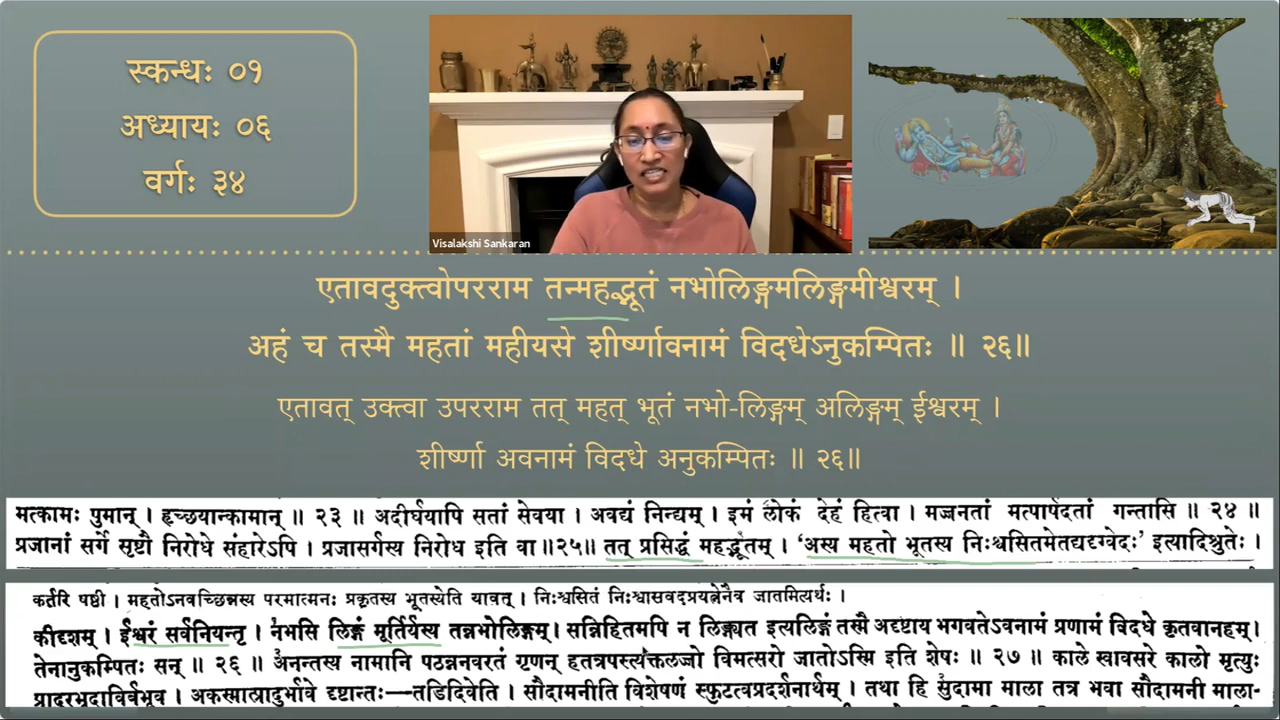 स्कन्धः ०१
अध्यायः ०६
वर्गः ३४
Visalakshi Sankaran
एतावदुक्त्वोपरराम तन्महद्भूतं नभोलिङ्गमलिङ्गमीश्वरम् ।
अहं च तस्मै महतां महीयसे शीर्ष्णावनामं विदधेऽनुकम्पितः ॥ २६॥
एतावत् उक्त्वा उपरराम तत् महत् भूतं नभो-लिङ्गम् अलिङ्गम् ईश्वरम् ।
शीर्ष्णा अवनामं विदधे अनुकम्पितः ॥ २६॥
मत्कामः पुमान् । हृच्छयान्कामान् ॥ २३ ॥ अदीर्घयापि सतां सेवया । अवद्यं निन्द्यम् । इमं लोकं देहं हित्वा । मज्जनतां मत्पार्षदतां गन्तासि ॥ २४ ॥
प्रजानां सर्गे सृष्टौ निरोधे संहारेऽपि । प्रजासर्गस्य निरोध इति वा॥२५॥ तत् प्रसिद्धं महद्भूतम् । ‘अस्य महतो भूतस्य निःश्वसितमेतद्यदृग्वेदः’ इत्यादिश्रुतेः ।
कर्तरि षष्ठी । महतोऽनवच्छिन्नस्य परमात्मनः प्रकृतस्य भूतस्येति यावत् । निःश्वसितं निःश्वासवदप्रयत्नेनैव जातमित्यर्थः ।
कीदृशम् । ईश्वरं सर्वनियन्तृ । नभसि लिङ्गं मूर्तिर्यस्य तन्नभोलिङ्गम्। सन्निहितमपि न लिङ्ग्यत इत्यलिङ्गं तस्मै अदृष्टाय भगवतेऽवनामं प्रणामं विदधे कृतवानहम्।
तेनानुकम्पितः सन् ॥ २६ ॥ अनन्तस्य नामानि पठन्ननवरतं गृणन् हतत्रपस्त्यक्तलज्जो विमत्सरो जातोऽस्मि इति शेषः ॥ २७ ॥ काले स्वावसरे कालो मृत्युः
प्रादुरभूदाविर्बभूव । अकस्मात्प्रादुर्भावे दृष्टान्तः—तडिदिवेति । सौदामनीति विशेषणं स्फुटत्वप्रदर्शनार्थम् । तथा हि सुदामा माला तत्र भवा सौदामनी माला-